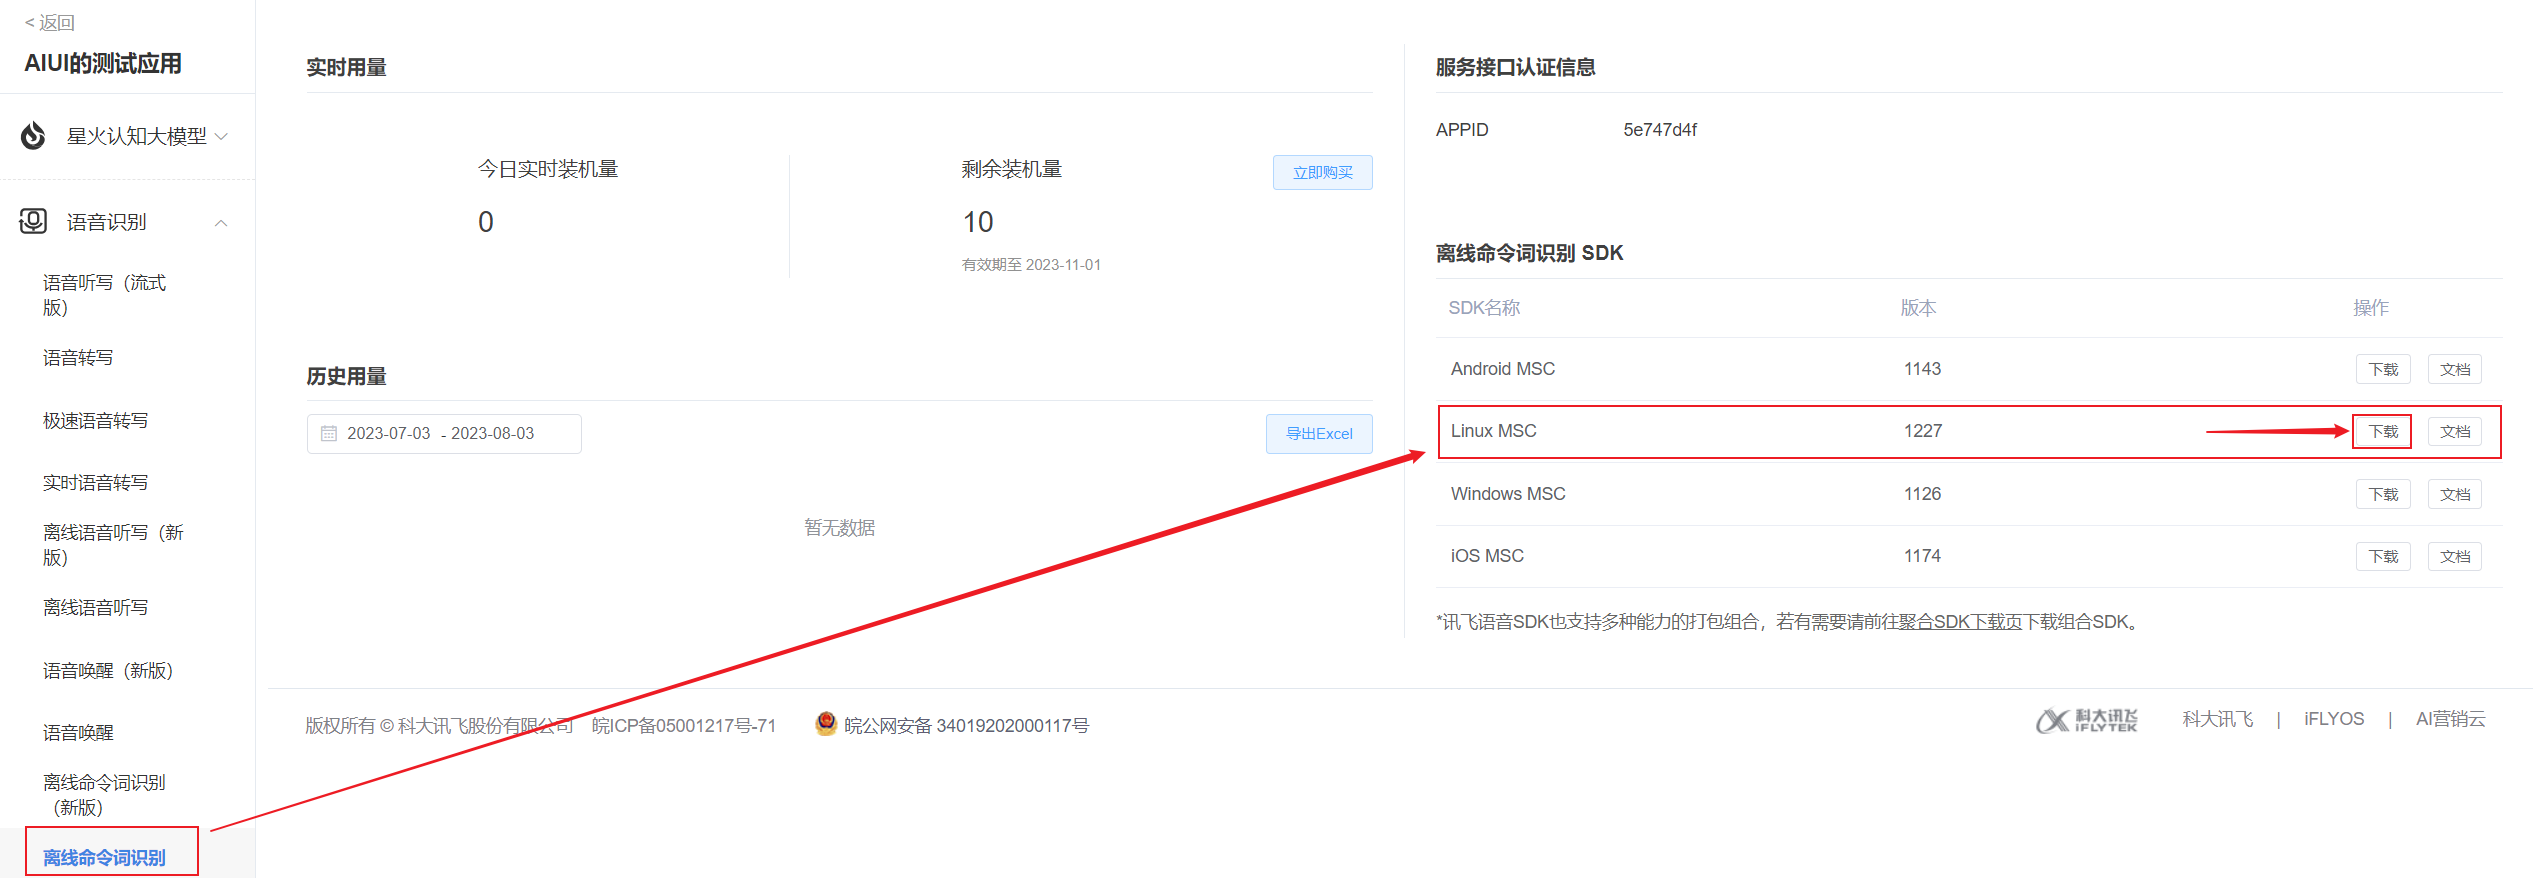 < 返回
AIUI的测试应用
星火认知大模型
语音识别
语音听写（流式
版）
语音转写
极速语音转写
实时语音转写
离线语音听写（新
版）
离线语音听写
语音唤醒（新版）
语音唤醒
离线命令词识别
（新版）
离线命令词识别
实时用量
今日实时装机量
0
剩余装机量
10
有效期至 2023-11-01
立即购买
历史用量
2023-07-03 - 2023-08-03
导出Excel
暂无数据
服务接口认证信息
APPID 5e747d4f
离线命令词识别 SDK
SDK名称 版本 操作
Android MSC 1143 下载 文档
Linux MSC 1227 下载 文档
Windows MSC 1126 下载 文档
iOS MSC 1174 下载 文档
*讯飞语音SDK也支持多种能力的打包组合，若有需要请前往聚合SDK下载页下载组合SDK。
版权所有 © 科大讯飞股份有限公司 皖ICP备05001217号-71 皖公网安备 34019202000117号
科大讯飞
iFLYTEK
科大讯飞 | iFLYOS | AI营销云